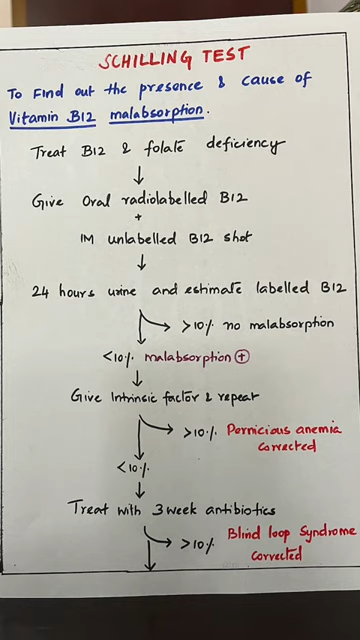 SCHILLING TEST
To Find out the presence & cause of
Vitamin B12 malabsorption.
Treat B12 & folate deficiency
↓
Give Oral radiolabelled B12
+
IM unlabelled B12 shot
↓
24 hours urine and estimate labelled B12
→ >10% no malabsorption
<10% malabsorption ⊕
↓
Give Intrinsic factor & repeat
→ >10% Pernicious anemia
corrected
<10%
↓
Treat with 3 week antibiotics
→ >10% Blind loop Syndrome
corrected